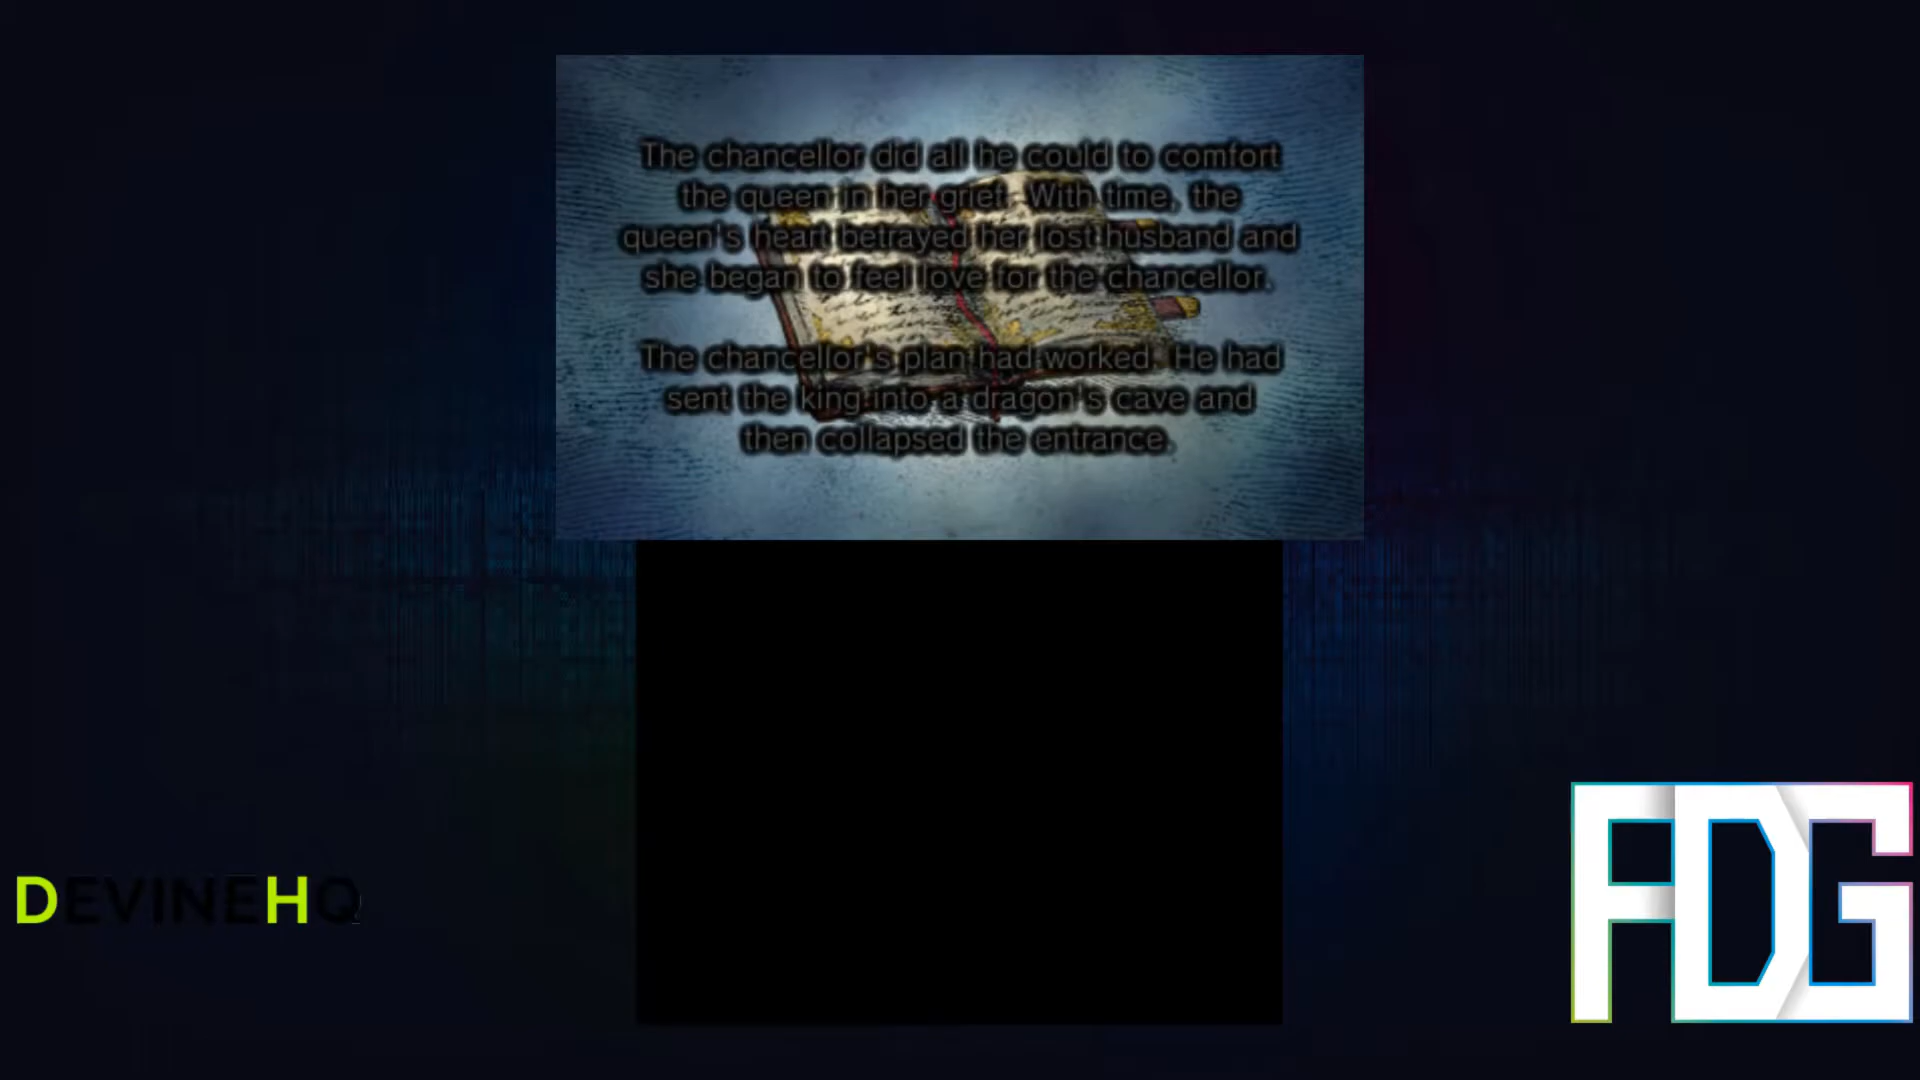 The chancellor did all he could to comfort
the queen in her grief. With time, the
queen's heart betrayed her lost husband and
she began to feel love for the chancellor.
The chancellor's plan had worked. He had
sent the king into a dragon's cave and
then collapsed the entrance.
DEVINEHQ
FDG